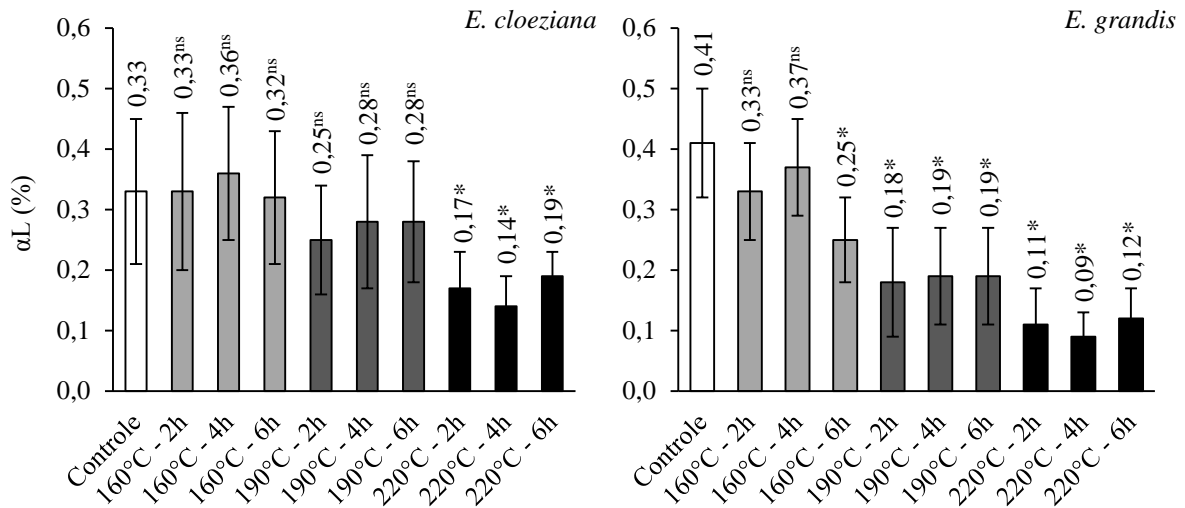 E. cloeziana
αL (%)
0,6
0,5
0,4
0,3
0,2
0,1
0,0
0,33
0,33ns
0,36ns
0,32ns
0,25ns
0,28ns
0,28ns
0,17*
0,14*
0,19*
Controle
160°C - 2h
160°C - 4h
160°C - 6h
190°C - 2h
190°C - 4h
190°C - 6h
220°C - 2h
220°C - 4h
220°C - 6h
E. grandis
0,6
0,5
0,4
0,3
0,2
0,1
0,0
0,41
0,33ns
0,37ns
0,25*
0,18*
0,19*
0,19*
0,11*
0,09*
0,12*
Controle
160°C - 2h
160°C - 4h
160°C - 6h
190°C - 2h
190°C - 4h
190°C - 6h
220°C - 2h
220°C - 4h
220°C - 6h